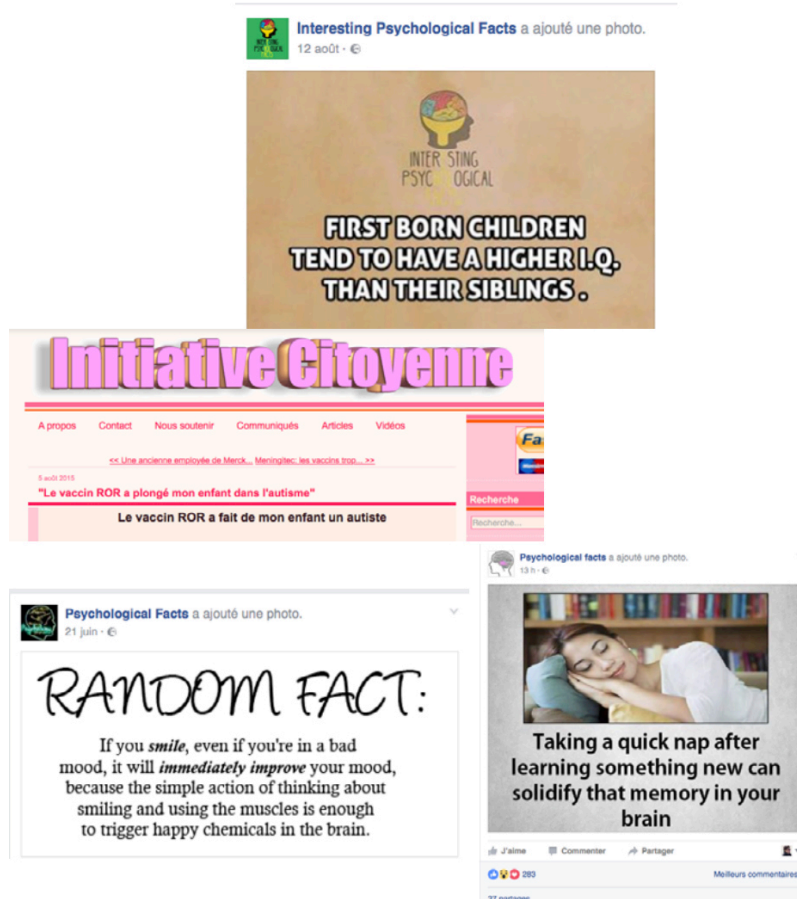 Interesting Psychological Facts a ajouté une photo.
12 août
INTER STING
PSYC OGICAL
FIRST BORN CHILDREN
TEND TO HAVE A HIGHER I.Q.
THAN THEIR SIBLINGS .
Initiative Citoyenne
A propos Contact Nous soutenir Communiqués Articles Vidéos
<< Une ancienne employée de Merck... Meningitec: les vaccins trop... >>
5 août 2015
"Le vaccin ROR a plongé mon enfant dans l'autisme"
Le vaccin ROR a fait de mon enfant un autiste
Recherche
Recherche...
Psychological facts a ajouté une photo.
13 h
Taking a quick nap after
learning something new can
solidify that memory in your
brain
J'aime Commenter Partager
283 Meilleurs commentaires
27 partages
Psychological Facts a ajouté une photo.
21 juin
RANDOM FACT:
If you smile, even if you're in a bad
mood, it will immediately improve your mood,
because the simple action of thinking about
smiling and using the muscles is enough
to trigger happy chemicals in the brain.